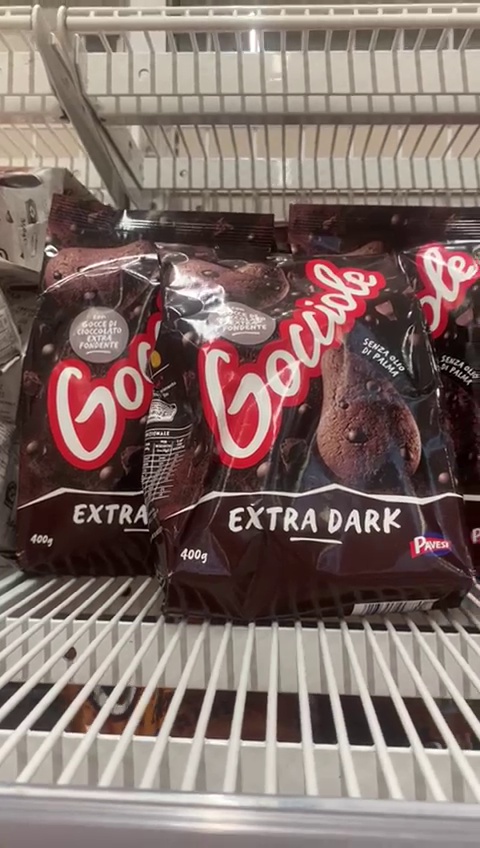 CON
GOCCE DI
CIOCCOLATO
EXTRA
FONDENTE
Goc
EXTRA
400g
FONDENTE
Gocciole
SENZA OLIO
DI PALMA
EXTRA DARK
400g
PAVESI
ole
SENZA OLIO
DI PALMA
P